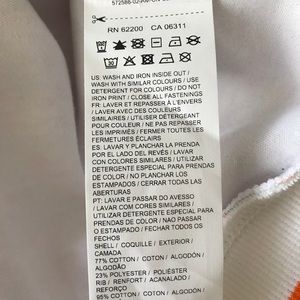 RN 62200 CA 06311
US: WASH AND IRON INSIDE OUT /
WASH WITH SIMILAR COLOURS / USE
DETERGENT FOR COLOURS / DO NOT
IRON PRINT / CLOSE ALL FASTENINGS
FR: LAVER ET REPASSER À L'ENVERS
/ LAVER AVEC DES COULEURS
SIMILAIRES / UTILISER DÉTERGENT
POUR COULEUR / NE PAS REPASSER
LES IMPRIMÉS / FERMER TOUTES LES
FERMETURES ÉCLAIRS
ES: LAVAR Y PLANCHAR LA PRENDA
POR EL LADO DEL REVÉS / LAVAR
CON COLORES SIMILARES / UTILIZAR
DETERGENTE ESPECIAL PARA PRENDAS
DE COLOR / NO PLANCHAR LOS
ESTAMPADOS / CERRAR TODAS LAS
ABERTURAS
PT: LAVAR E PASSAR DO AVESSO
/ LAVAR COM CORES SIMILARES /
UTILIZAR DETERGENTE ESPECIAL PARA
PRENDAS DE COLOR / NAO PASSAR
O ESTAMPADO / FECHAR TODOS OS
FECHOS
SHELL / COQUILLE / EXTERIOR /
CAMADA
77% COTTON / COTON / ALGODÓN /
ALGODÃO
23% POLYESTER / POLIÉSTER
RIB / RENFORT / ACANALADO /
REFORÇO
95% COTTON / COTON / ALGODÓN /